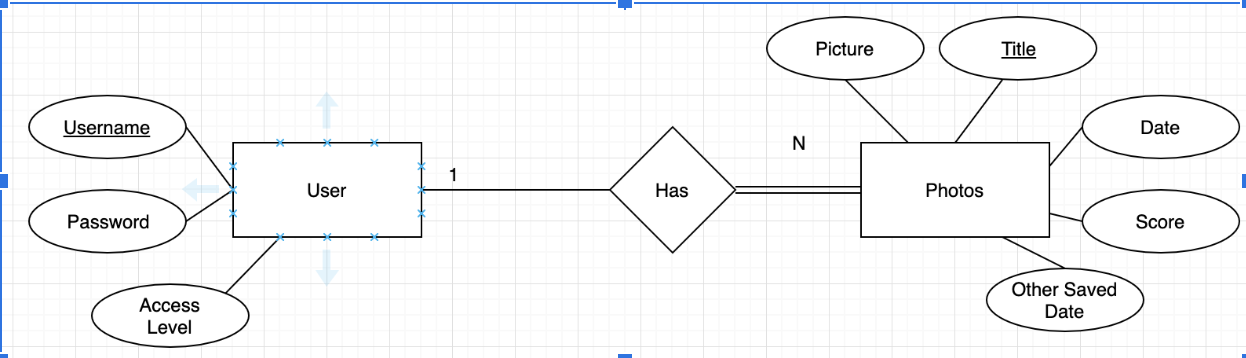 Picture
Title
Username
Date
N
1
User
Has
Photos
Password
Score
Access
Level
Other Saved
Date